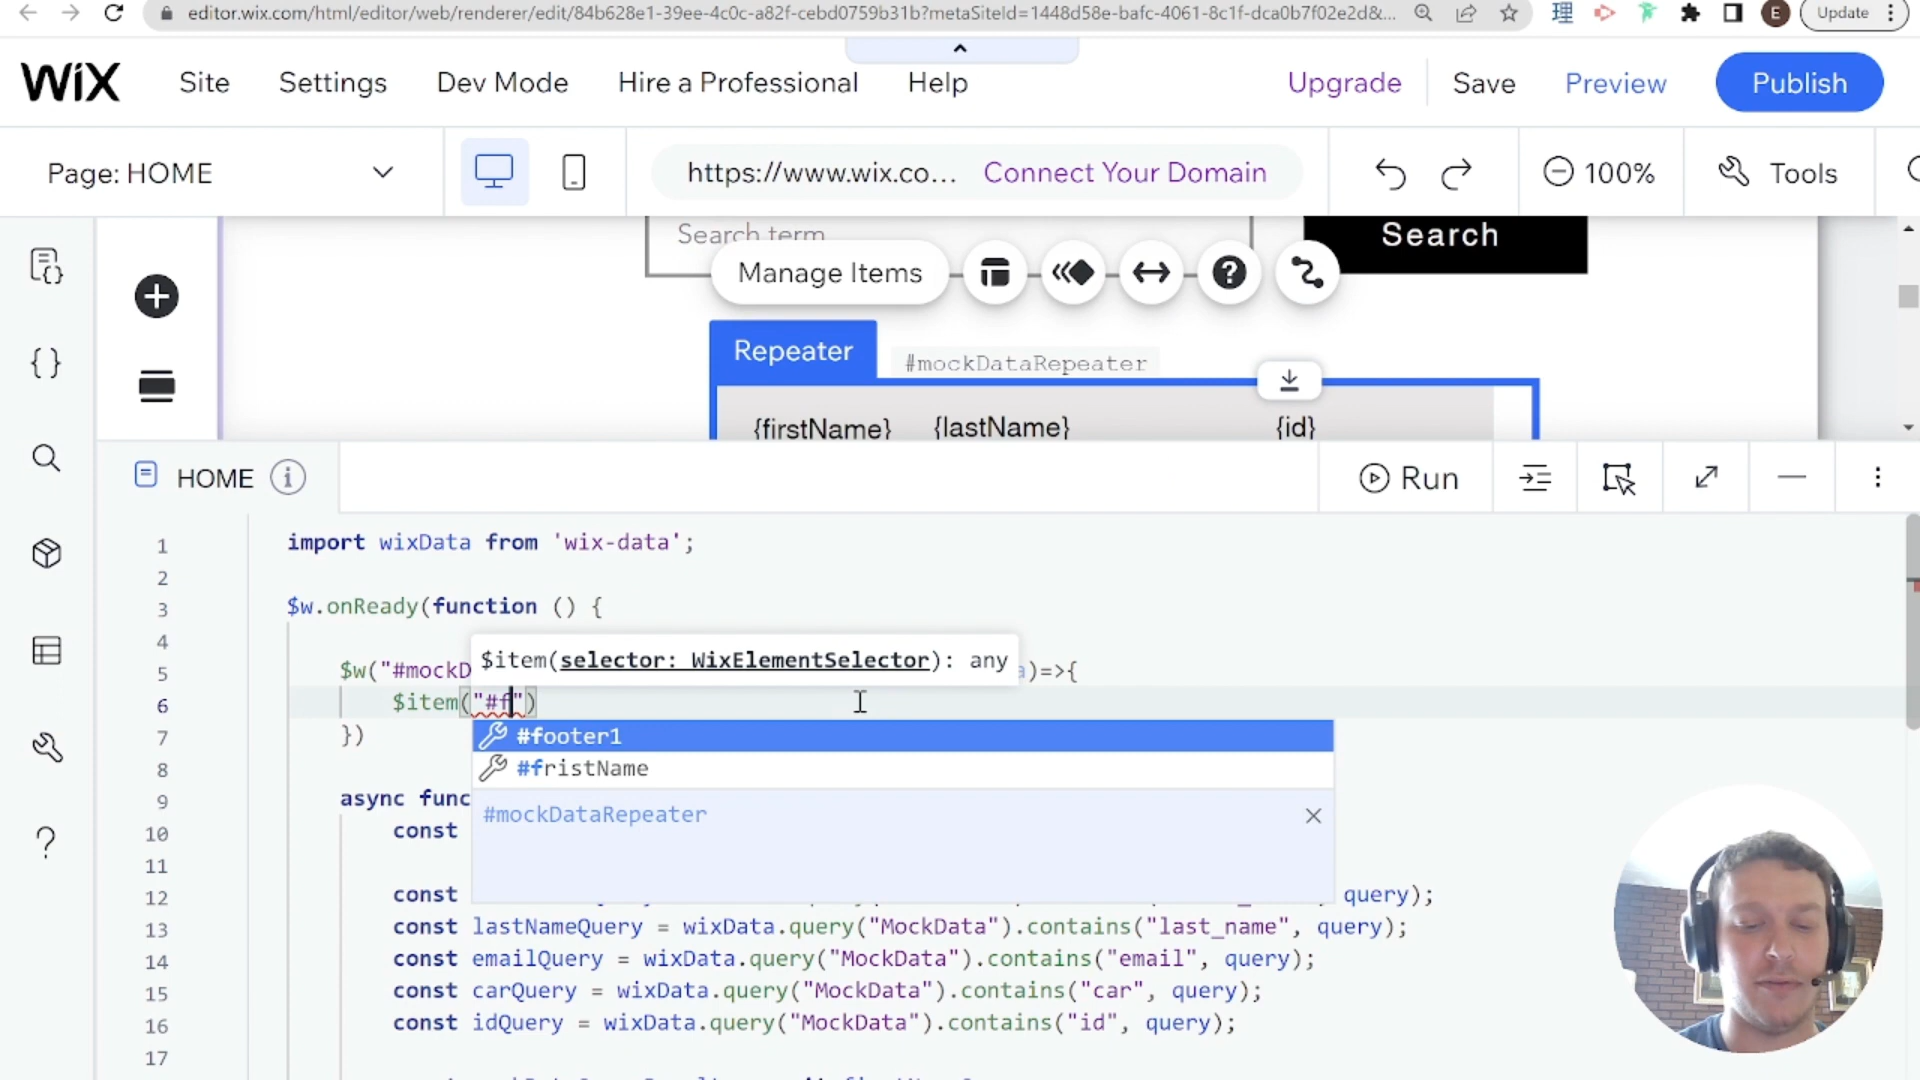 editor.wix.com/html/editor/web/renderer/edit/84b628e1-39ee-4c0c-a82f-cebd0759b31b?metaSiteId=1448d58e-bafc-4061-8c1f-dca0b7f02e2d&...
理
E
Update
WiX
Site
Settings
Dev Mode
Hire a Professional
Help
Upgrade
Save
Preview
Publish
Page: HOME
https://www.wix.co...
Connect Your Domain
100%
Tools
Search term
Search
Manage Items
Repeater
#mockDataRepeater
{firstName} {lastName} {id}
HOME
Run
1 import wixData from 'wix-data';
2
3 $w.onReady(function () {
4
$item(selector: WixElementSelector): any
5 $w("#mockD )=>{
6 $item("#f")
7 })
#footer1
8
#fristName
9 async func
#mockDataRepeater
10 const
11
12 const query);
13 const lastNameQuery = wixData.query("MockData").contains("last_name", query);
14 const emailQuery = wixData.query("MockData").contains("email", query);
15 const carQuery = wixData.query("MockData").contains("car", query);
16 const idQuery = wixData.query("MockData").contains("id", query);
17